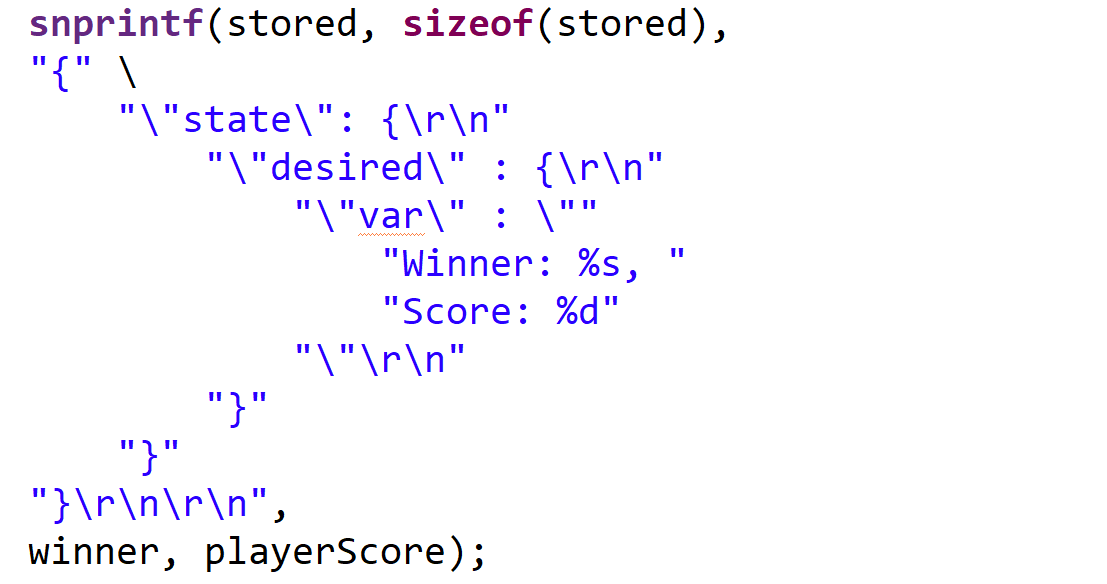 snprintf(stored, sizeof(stored),
"{" \
    "\"state\": {\r\n"
        "\"desired\" : {\r\n"
            "\"var\" : \""
                "Winner: %s, "
                "Score: %d"
            "\"\r\n"
        "}"
    "}"
"}\r\n\r\n",
winner, playerScore);